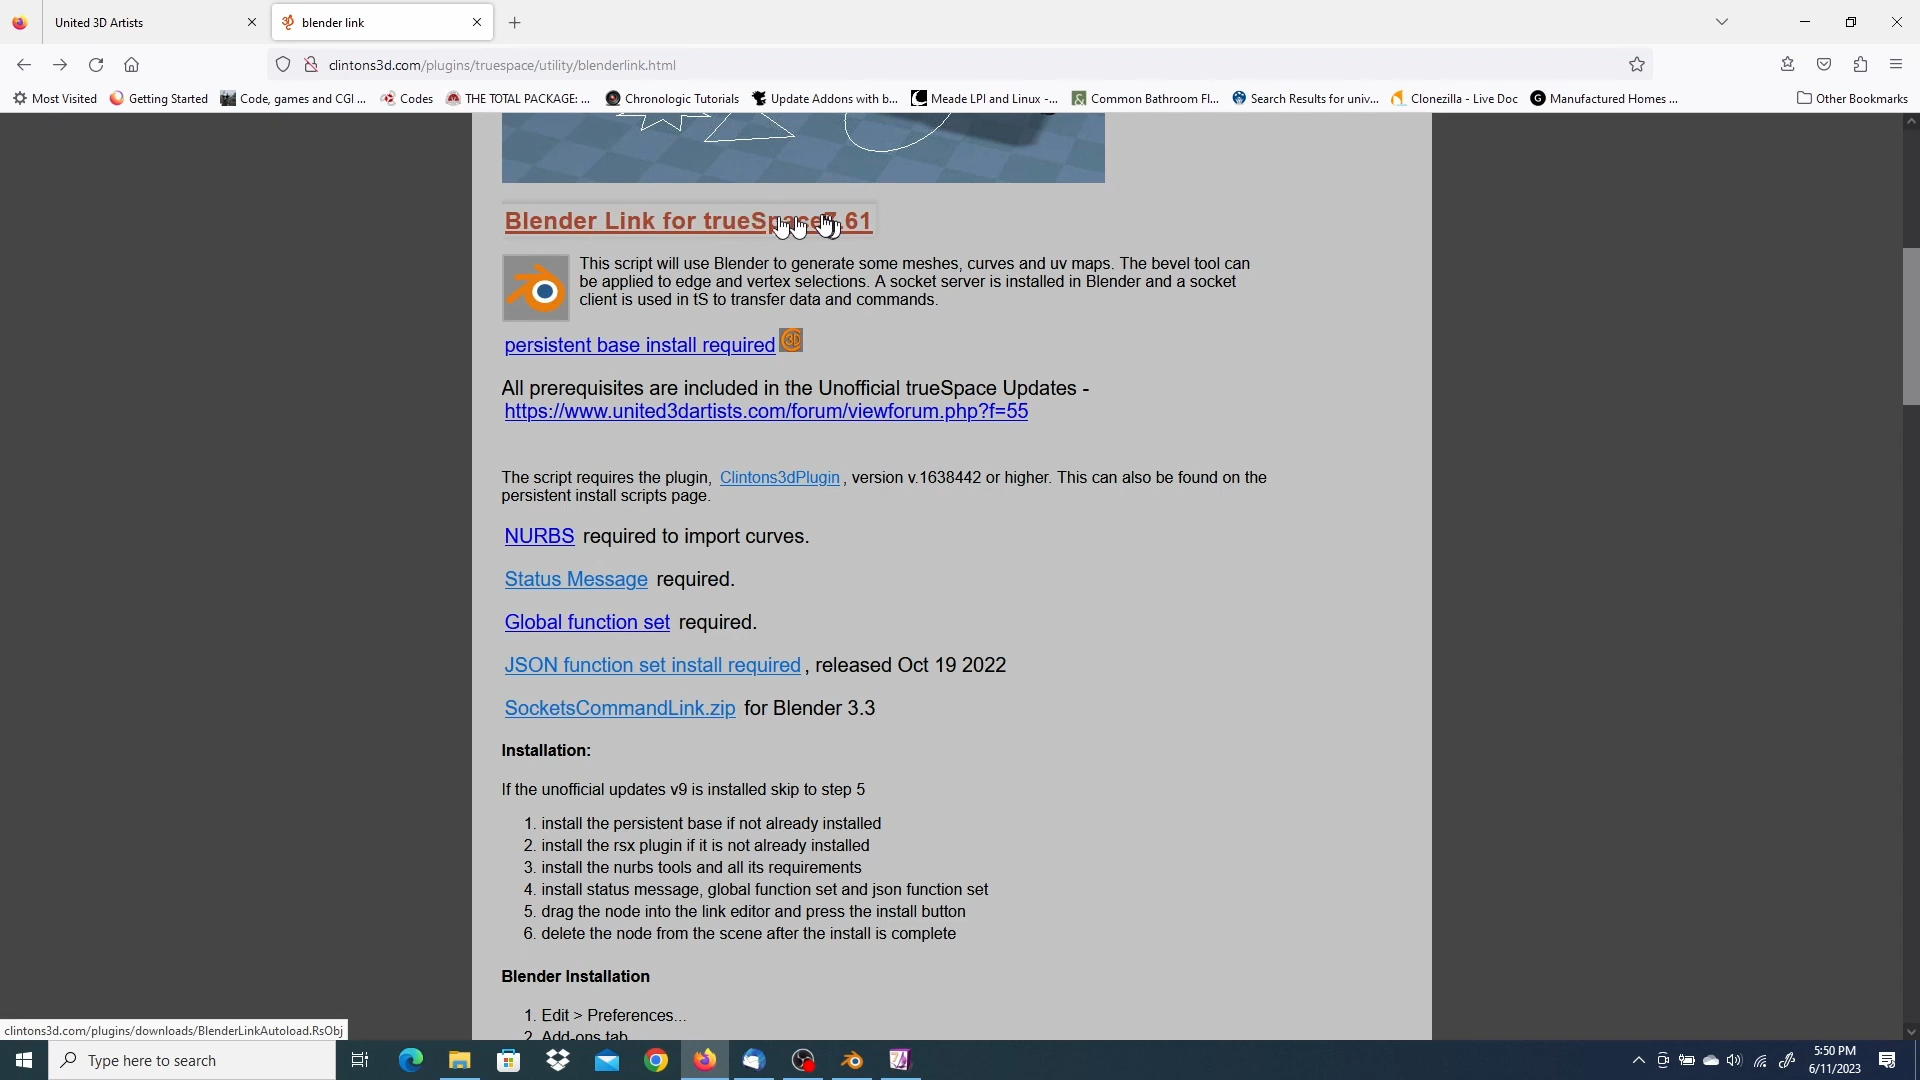 United 3D Artists
blender link
clintons3d.com/plugins/truespace/utility/blenderlink.html
Most Visited
Getting Started
Code, games and CGI ...
Codes
THE TOTAL PACKAGE: ...
Chronologic Tutorials
Update Addons with b...
Meade LPI and Linux -...
Common Bathroom Fl...
Search Results for univ...
Clonezilla - Live Doc
Manufactured Homes ...
Other Bookmarks
Blender Link for trueSpace7.61
This script will use Blender to generate some meshes, curves and uv maps. The bevel tool can
be applied to edge and vertex selections. A socket server is installed in Blender and a socket
client is used in tS to transfer data and commands.
persistent base install required
All prerequisites are included in the Unofficial trueSpace Updates -
https://www.united3dartists.com/forum/viewforum.php?f=55
The script requires the plugin, Clintons3dPlugin, version v.1638442 or higher. This can also be found on the
persistent install scripts page.
NURBS required to import curves.
Status Message required.
Global function set required.
JSON function set install required, released Oct 19 2022
SocketsCommandLink.zip for Blender 3.3
Installation:
If the unofficial updates v9 is installed skip to step 5
1. install the persistent base if not already installed
2. install the rsx plugin if it is not already installed
3. install the nurbs tools and all its requirements
4. install status message, global function set and json function set
5. drag the node into the link editor and press the install button
6. delete the node from the scene after the install is complete
Blender Installation
1. Edit > Preferences...
2. Add-ons tab
clintons3d.com/plugins/downloads/BlenderLinkAutoload.RsObj
Type here to search
5:50 PM
6/11/2023